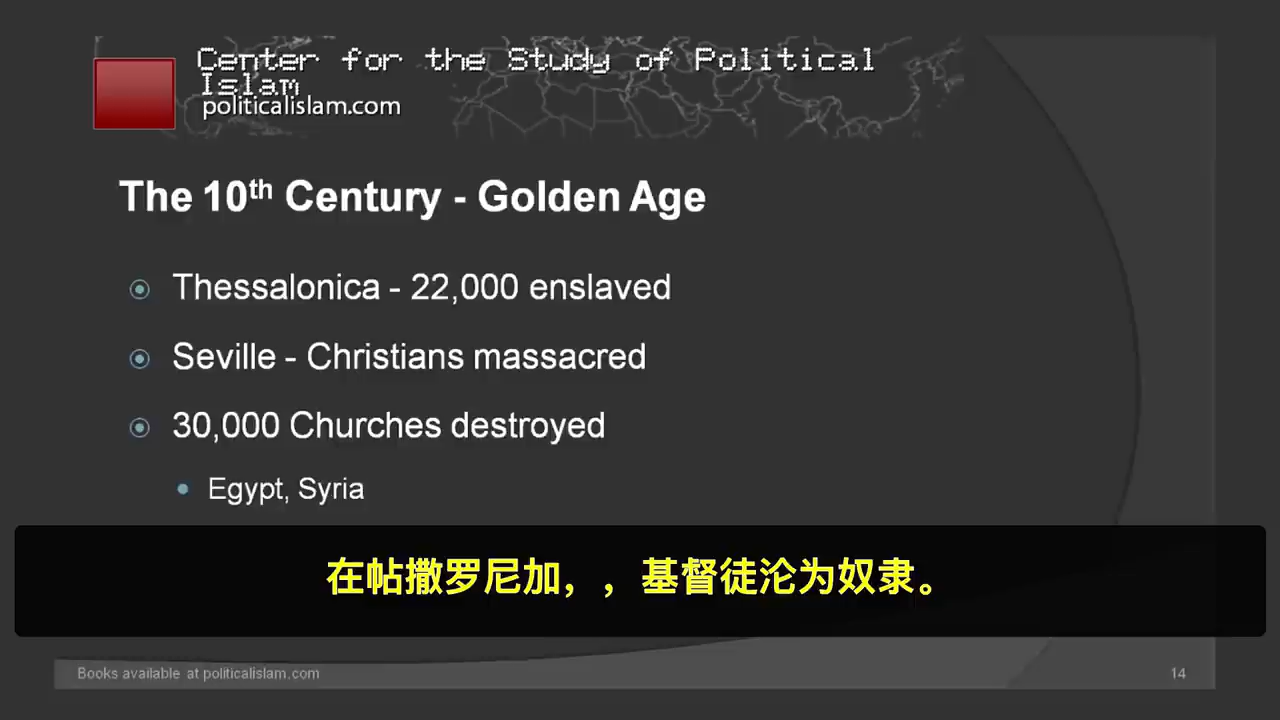 Center for the Study of Political
Islam
politicalislam.com
The 10th Century - Golden Age
Thessalonica - 22,000 enslaved
Seville - Christians massacred
30,000 Churches destroyed
Egypt, Syria
在帖撒罗尼加，，基督徒沦为奴隶。
Books available at politicalislam.com
14